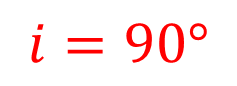 i = 90°